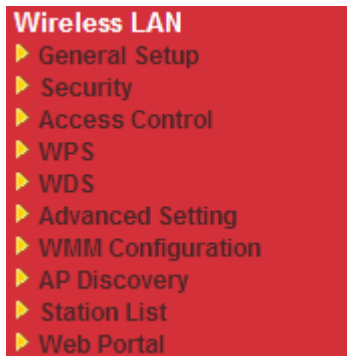 Wireless LAN
General Setup
Security
Access Control
WPS
WDS
Advanced Setting
WMM Configuration
AP Discovery
Station List
Web Portal